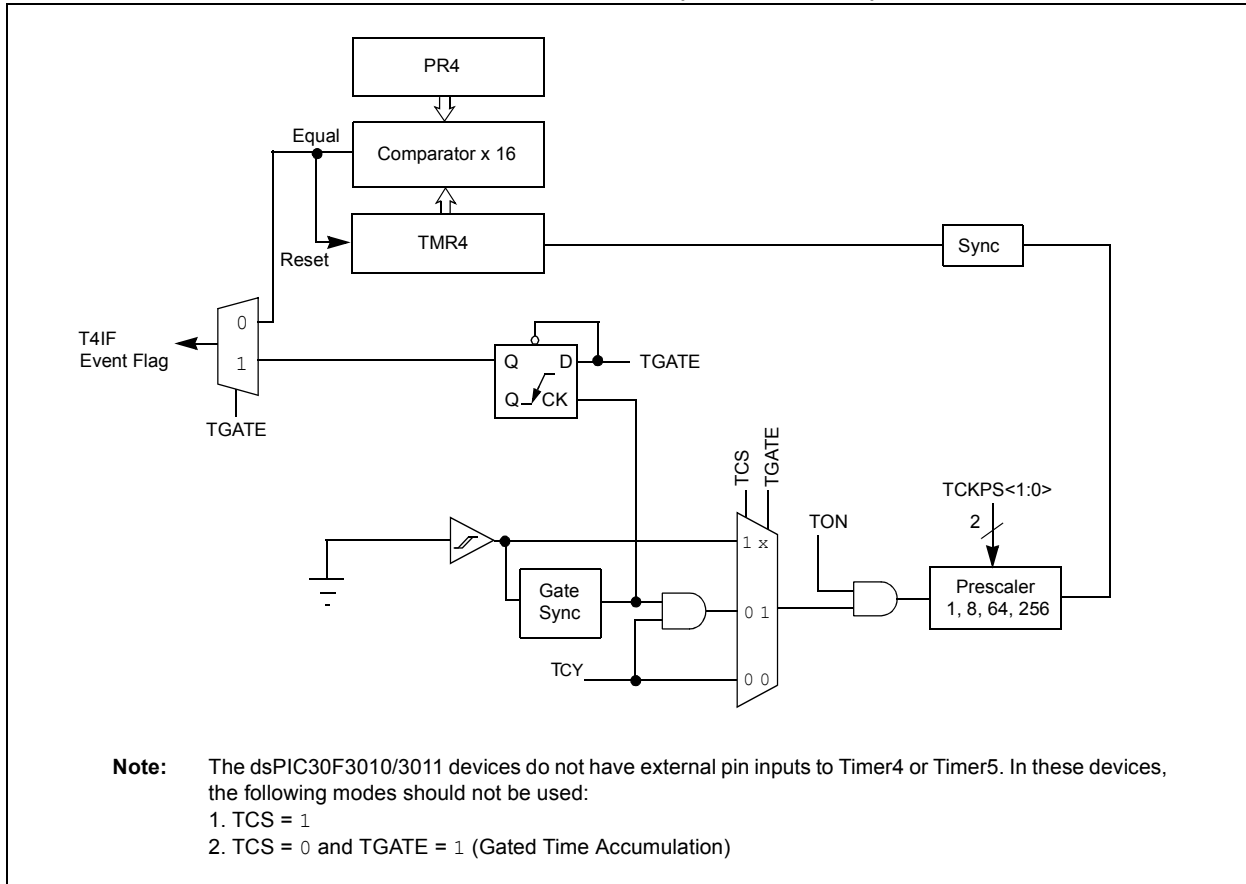 PR4
Equal
Comparator x 16
TMR4
Reset
Sync
0
1
T4IF
Event Flag
TGATE
Q
D
Q
CK
TGATE
TCS
TGATE
TCKPS<1:0>
2
TON
1 x
Prescaler
1, 8, 64, 256
Gate
Sync
0 1
TCY
0 0
Note: The dsPIC30F3010/3011 devices do not have external pin inputs to Timer4 or Timer5. In these devices,
the following modes should not be used:
1. TCS = 1
2. TCS = 0 and TGATE = 1 (Gated Time Accumulation)